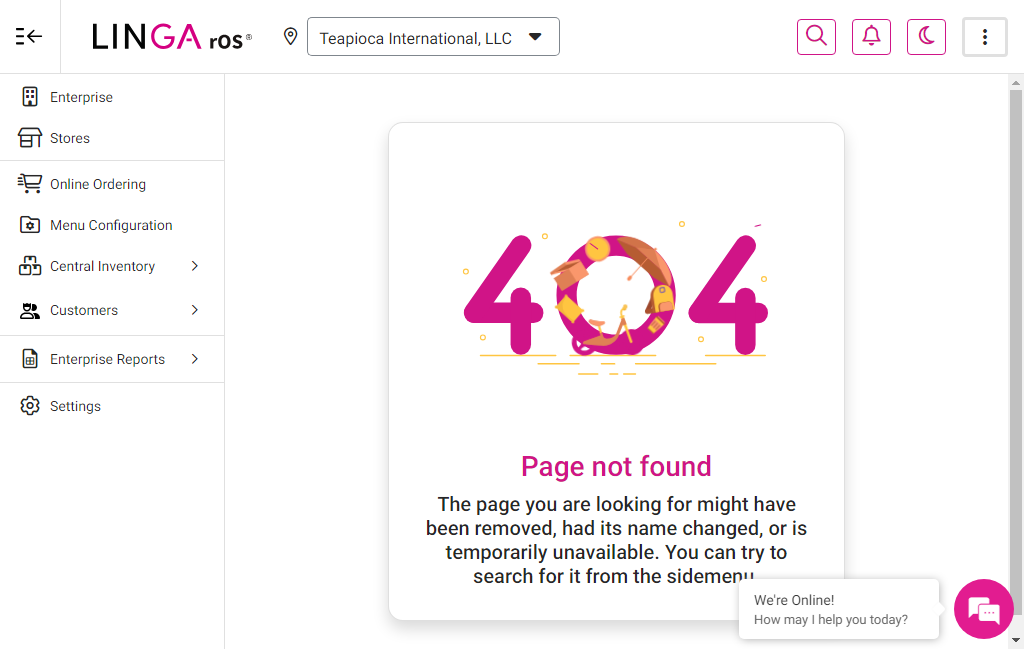 LINGA ros®
Teapioca International, LLC
Enterprise
Stores
Online Ordering
Menu Configuration
Central Inventory
Customers
Enterprise Reports
Settings
404
Page not found
The page you are looking for might have
been removed, had its name changed, or is
temporarily unavailable. You can try to
search for it from the sidemenu
We're Online!
How may I help you today?